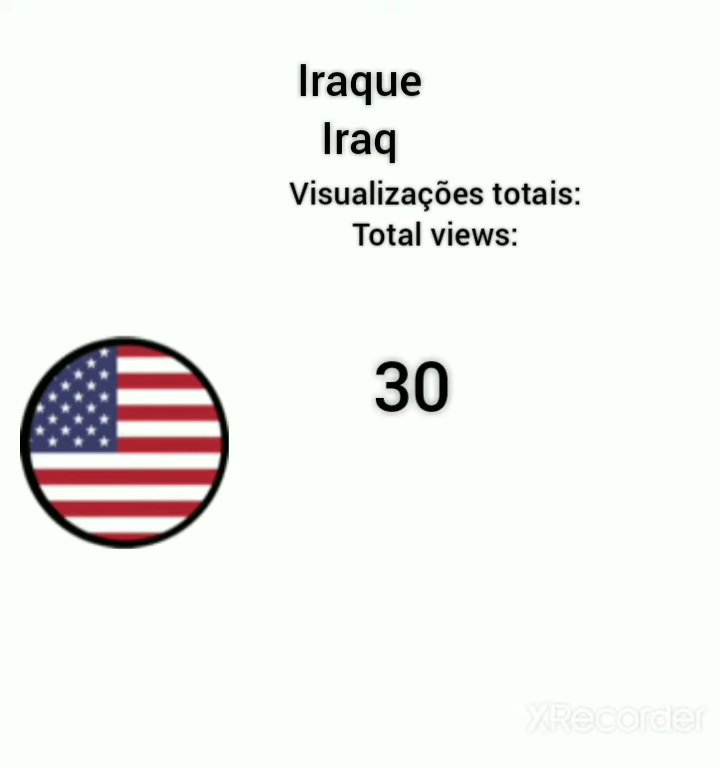 Iraque
Iraq
Visualizações totais:
Total views:
30
XRecorder